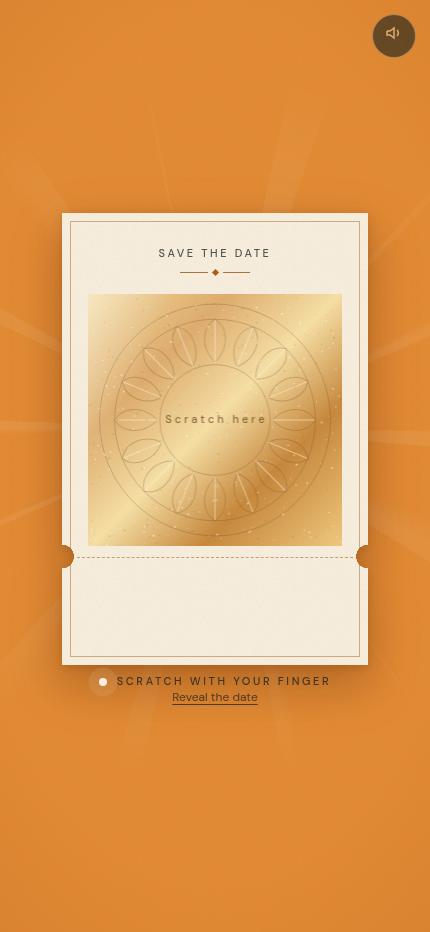 SAVE THE DATE
Scratch here
SCRATCH WITH YOUR FINGER
Reveal the date